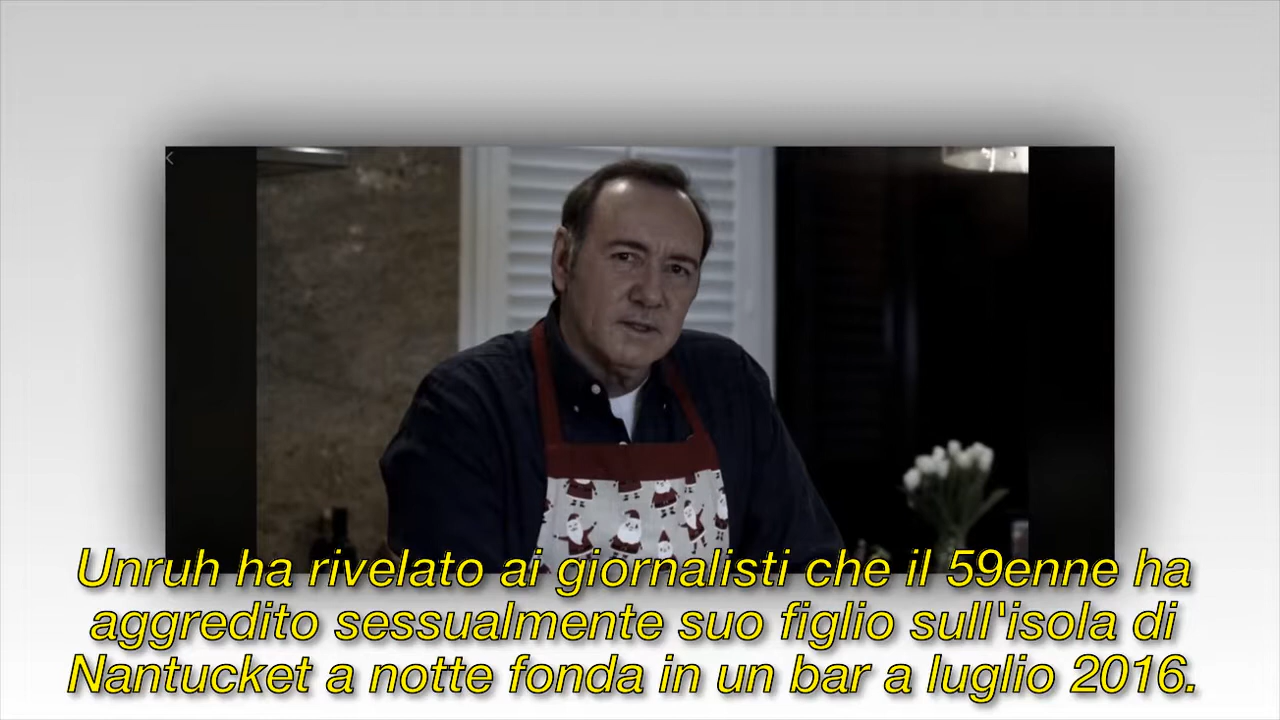 Unruh ha rivelato ai giornalisti che il 59enne ha
aggredito sessualmente suo figlio sull'isola di
Nantucket a notte fonda in un bar a luglio 2016.